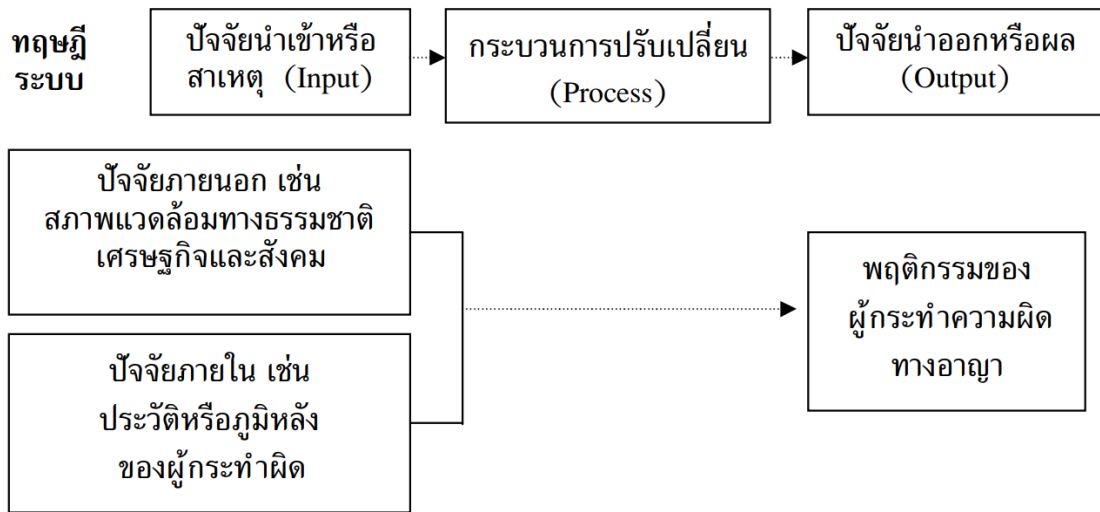 ทฤษฎี
ระบบ
ปัจจัยนำเข้าหรือ
สาเหตุ (Input)
กระบวนการปรับเปลี่ยน
(Process)
ปัจจัยนำออกหรือผล
(Output)
ปัจจัยภายนอก เช่น
สภาพแวดล้อมทางธรรมชาติ
เศรษฐกิจและสังคม
ปัจจัยภายใน เช่น
ประวัติหรือภูมิหลัง
ของผู้กระทำผิด
พฤติกรรมของ
ผู้กระทำความผิด
ทางอาญา